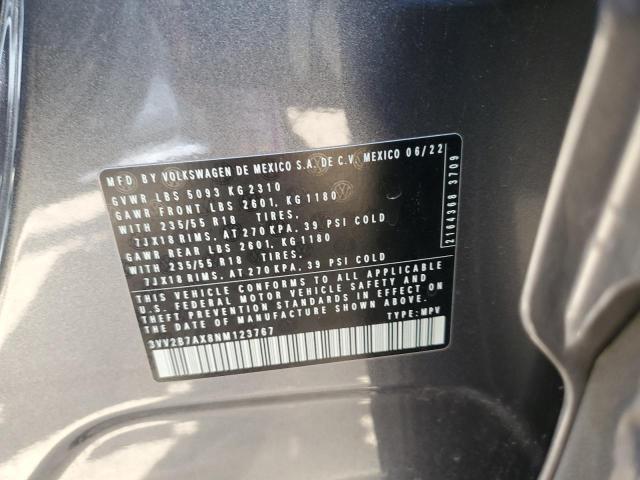 MFD BY VOLKSWAGEN DE MEXICO S.A. DE C.V. MEXICO 06/22
GVWR LBS 5093 KG 2310
GAWR FRONT LBS 2601, KG 1180
WITH 235/55 R18 TIRES,
7JX18 RIMS, AT 270 KPA, 39 PSI COLD
GAWR REAR LBS 2601, KG 1180
WITH 235/55 R18 TIRES,
7JX18 RIMS, AT 270 KPA, 39 PSI COLD
THIS VEHICLE CONFORMS TO ALL APPLICABLE
U.S. FEDERAL MOTOR VEHICLE SAFETY AND
THEFT PREVENTION STANDARDS IN EFFECT ON
THE DATE OF MANUFACTURE SHOWN ABOVE.
3VV2B7AX8NM123767 TYPE: MPV
2164368 3709